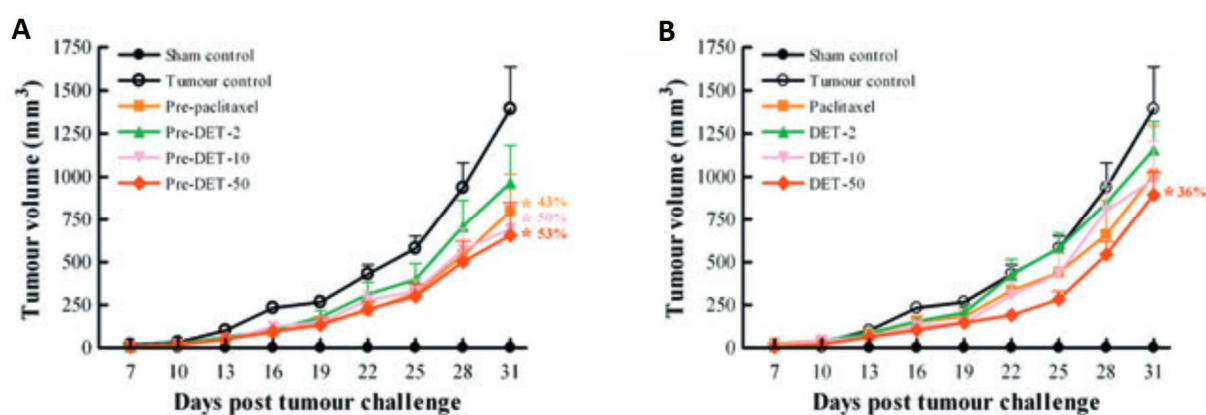 A
Tumour volume (mm³)
1750
1500
1250
1000
750
500
250
0
Sham control
Tumour control
Pre-paclitaxel
Pre-DET-2
Pre-DET-10
Pre-DET-50
* 43%
* 50%
* 53%
7 10 13 16 19 22 25 28 31
Days post tumour challenge
B
Tumour volume (mm³)
1750
1500
1250
1000
750
500
250
0
Sham control
Tumour control
Paclitaxel
DET-2
DET-10
DET-50
* 36%
7 10 13 16 19 22 25 28 31
Days post tumour challenge